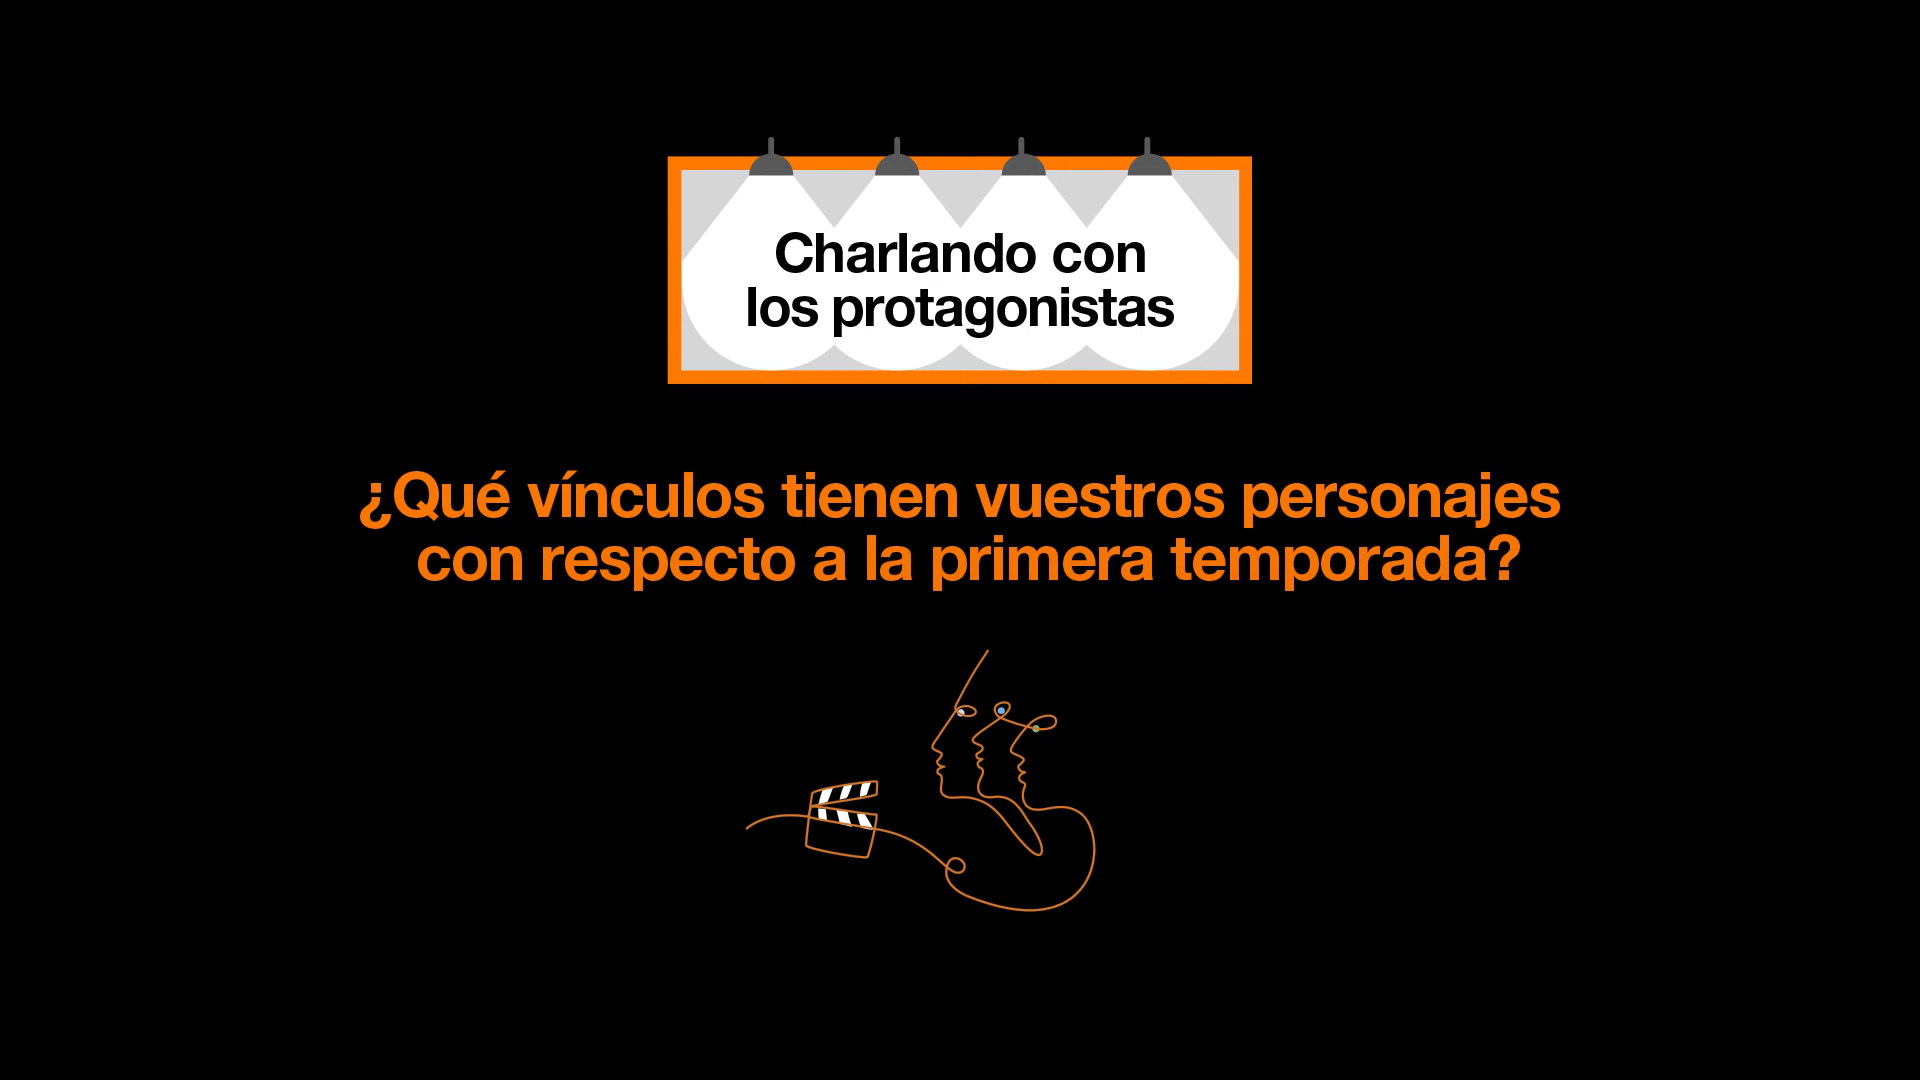 Charlando con
los protagonistas
¿Qué vínculos tienen vuestros personajes
con respecto a la primera temporada?